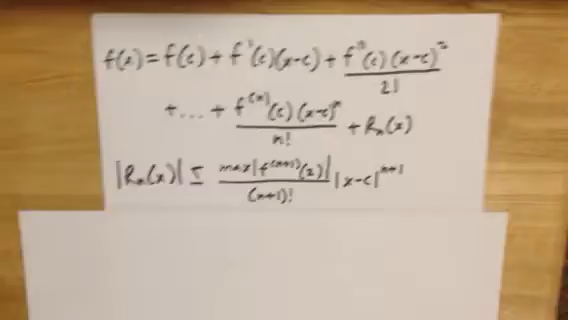 f(x) = f(c) + f'(c)(x-c) + f''(c)(x-c)²/2!
+ ... + f⁽ⁿ⁾(c)(x-c)ⁿ/n! + Rₙ(x)
|Rₙ(x)| ≤ max|f⁽ⁿ⁺¹⁾(z)|/(n+1)! |x-c|ⁿ⁺¹